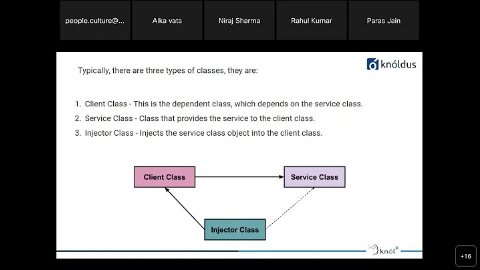 people.culture@...
Alka vats
Niraj Sharma
Rahul Kumar
Paras Jain
knóldus
Typically, there are three types of classes, they are:
1. Client Class - This is the dependent class, which depends on the service class.
2. Service Class - Class that provides the service to the client class.
3. Injector Class - Injects the service class object into the client class.
Client Class
Service Class
Injector Class
knól
+16